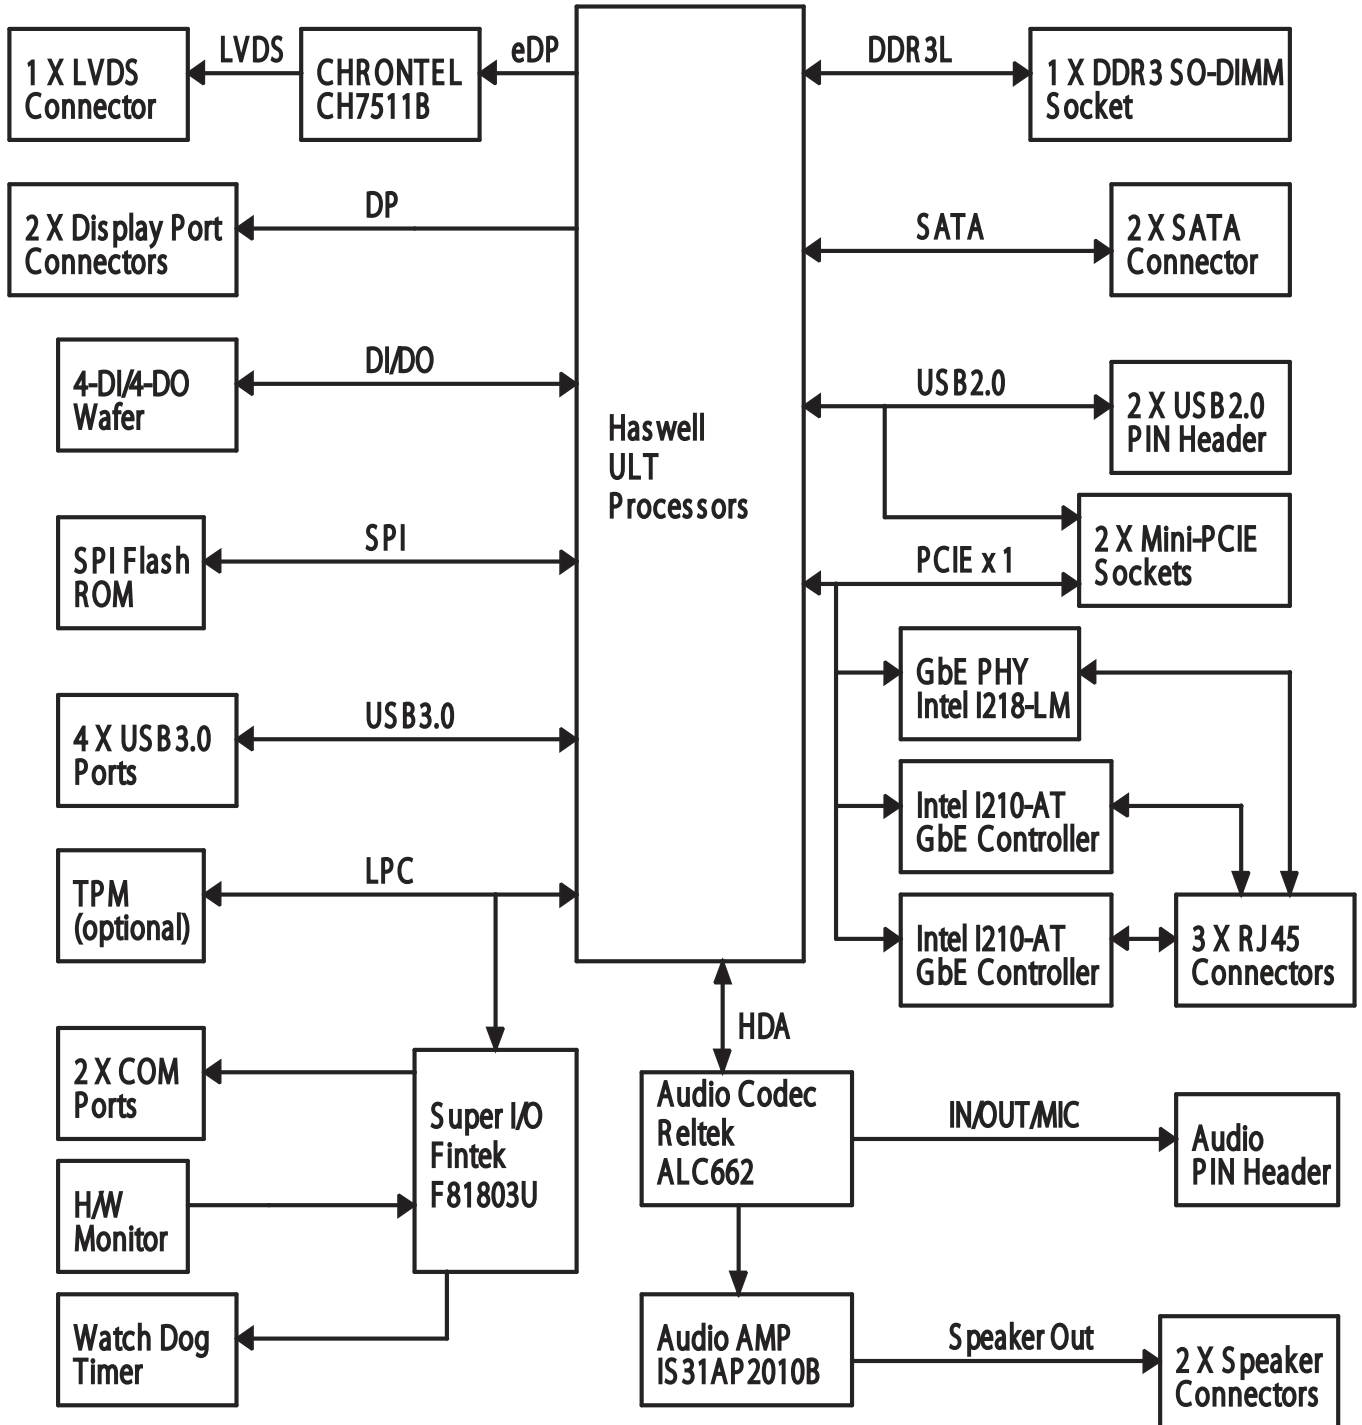 LVDS
eDP
DDR3L
1 X LVDS
Connector
CHRONTEL
CH7511B
1 X DDR3 SO-DIMM
Socket
DP
SATA
2 X Display Port
Connectors
2 X SATA
Connector
DI/DO
USB2.0
4-DI/4-DO
Wafer
2 X USB2.0
PIN Header
Haswell
ULT
Processors
SPI
PCIE x 1
SPI Flash
ROM
2 X Mini-PCIE
Sockets
USB3.0
4 X USB3.0
Ports
GbE PHY
Intel I218-LM
Intel I210-AT
GbE Controller
LPC
TPM
(optional)
Intel I210-AT
GbE Controller
3 X RJ45
Connectors
HDA
2 X COM
Ports
Super I/O
Fintek
F81803U
Audio Codec
Reltek
ALC662
IN/OUT/MIC
Audio
PIN Header
H/W
Monitor
Watch Dog
Timer
Audio AMP
IS31AP2010B
Speaker Out
2 X Speaker
Connectors